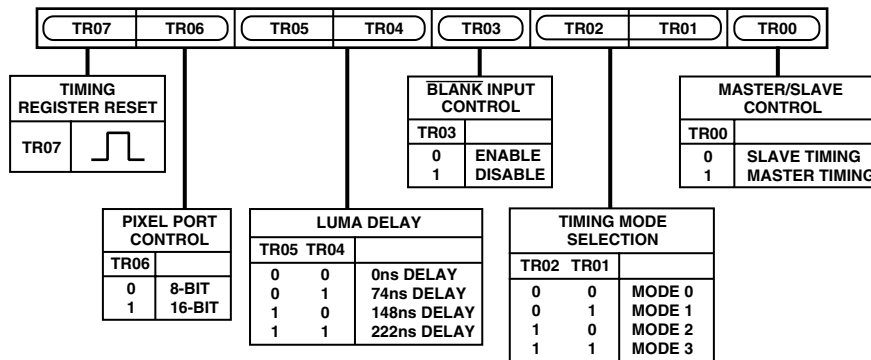 TR07 TR06 TR05 TR04 TR03 TR02 TR01 TR00
TIMING
REGISTER RESET
TR07
BLANK INPUT
CONTROL
TR03
0 ENABLE
1 DISABLE
MASTER/SLAVE
CONTROL
TR00
0 SLAVE TIMING
1 MASTER TIMING
PIXEL PORT
CONTROL
TR06
0 8-BIT
1 16-BIT
LUMA DELAY
TR05 TR04
0 0 0ns DELAY
0 1 74ns DELAY
1 0 148ns DELAY
1 1 222ns DELAY
TIMING MODE
SELECTION
TR02 TR01
0 0 MODE 0
0 1 MODE 1
1 0 MODE 2
1 1 MODE 3